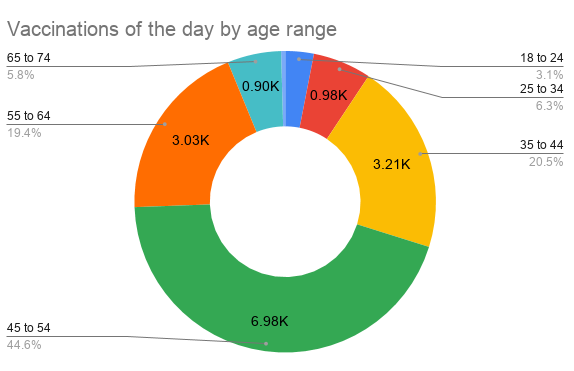 Vaccinations of the day by age range
65 to 74
5.8%
18 to 24
3.1%
25 to 34
6.3%
0.90K
0.98K
55 to 64
19.4%
3.03K
35 to 44
20.5%
3.21K
6.98K
45 to 54
44.6%